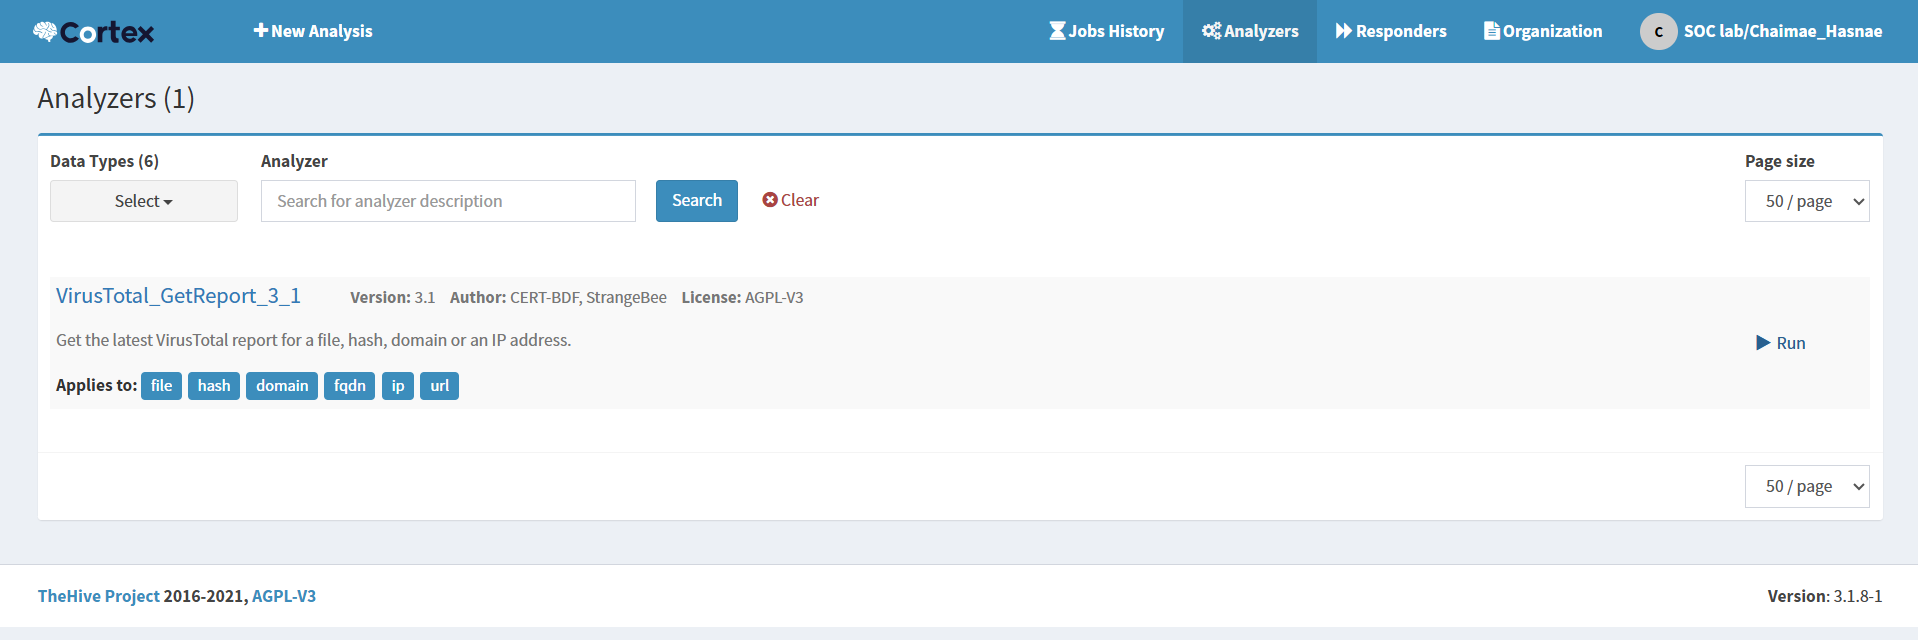 Cortex New Analysis Jobs History Analyzers Responders Organization C SOC lab/Chaimae_Hasnae
Analyzers (1)
Data Types (6) Analyzer Page size
Select Search for analyzer description Search Clear 50 / page
VirusTotal_GetReport_3_1 Version: 3.1 Author: CERT-BDF, StrangeBee License: AGPL-V3
Get the latest VirusTotal report for a file, hash, domain or an IP address.
Run
Applies to: file hash domain fqdn ip url
50 / page
TheHive Project 2016-2021, AGPL-V3 Version: 3.1.8-1